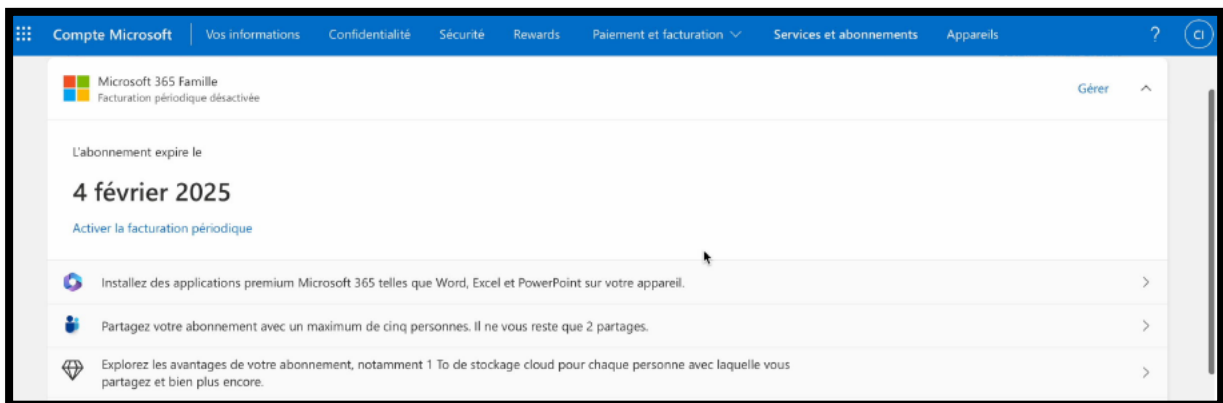 Compte Microsoft Vos informations Confidentialité Sécurité Rewards Paiement et facturation Services et abonnements Appareils ? CI
Microsoft 365 Famille
Facturation périodique désactivée
Gérer
L'abonnement expire le
4 février 2025
Activer la facturation périodique
Installez des applications premium Microsoft 365 telles que Word, Excel et PowerPoint sur votre appareil.
Partagez votre abonnement avec un maximum de cinq personnes. Il ne vous reste que 2 partages.
Explorez les avantages de votre abonnement, notamment 1 To de stockage cloud pour chaque personne avec laquelle vous
partagez et bien plus encore.